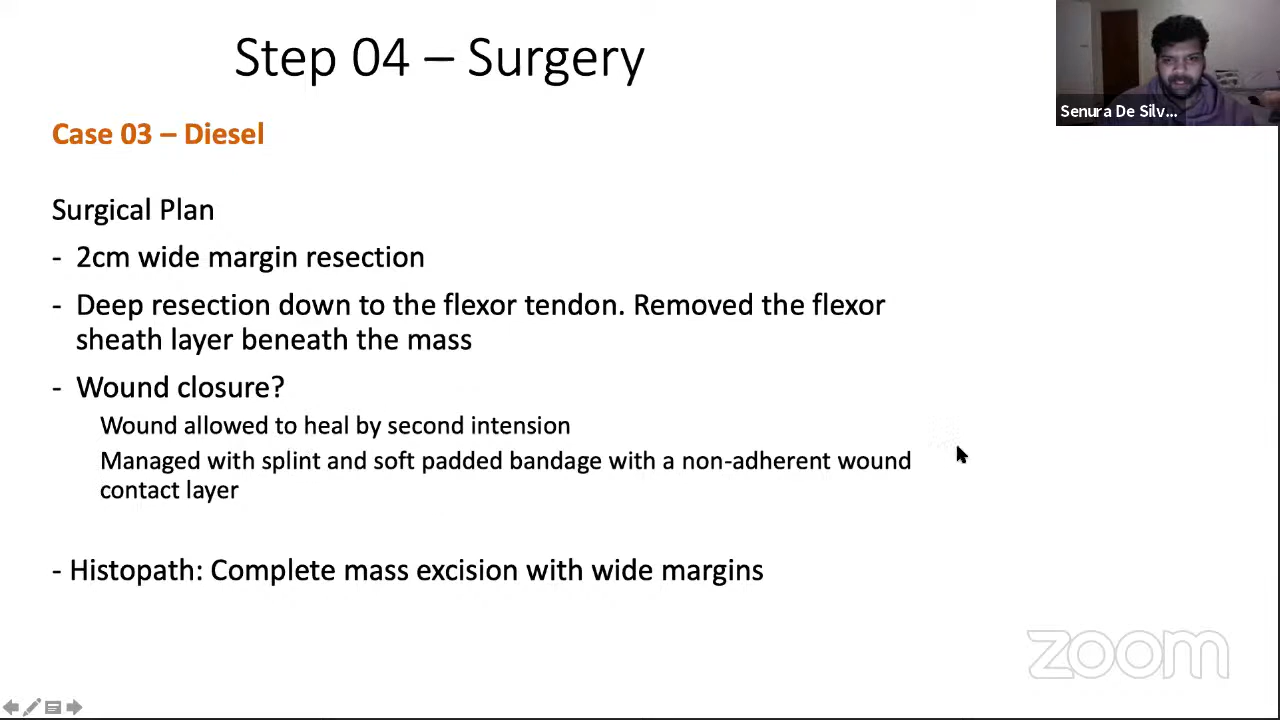 Step 04 – Surgery
Senura De Silv...
Case 03 – Diesel
Surgical Plan
- 2cm wide margin resection
- Deep resection down to the flexor tendon. Removed the flexor
sheath layer beneath the mass
- Wound closure?
Wound allowed to heal by second intension
Managed with splint and soft padded bandage with a non-adherent wound
contact layer
- Histopath: Complete mass excision with wide margins
zoom